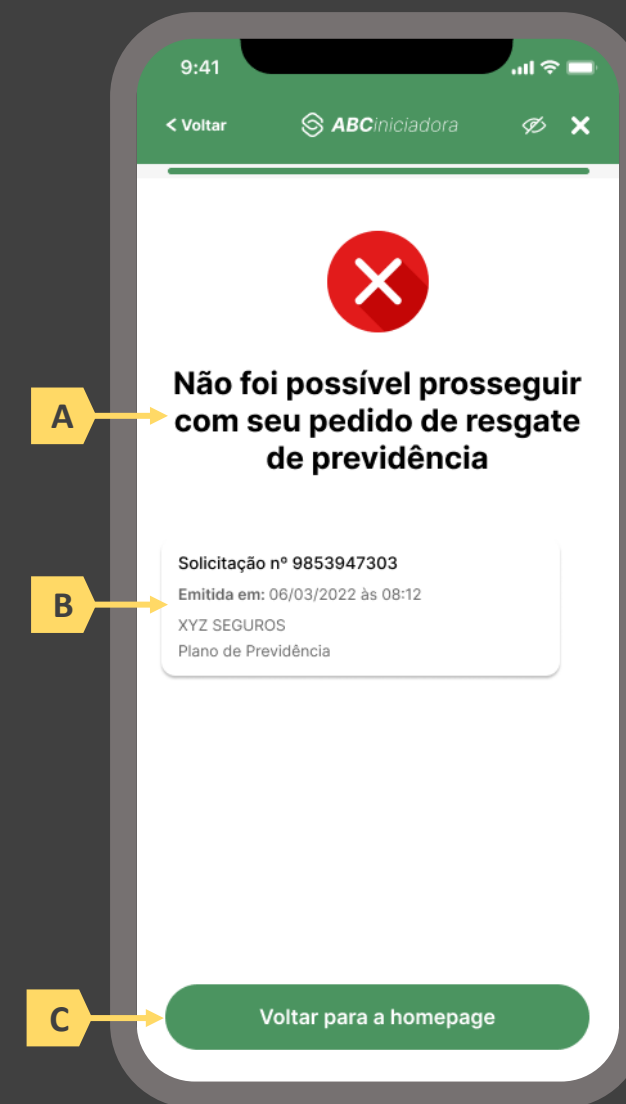 9:41
< Voltar ABCiniciadora
A
Não foi possível prosseguir
com seu pedido de resgate
de previdência
B
Solicitação nº 9853947303
Emitida em: 06/03/2022 às 08:12
XYZ SEGUROS
Plano de Previdência
C
Voltar para a homepage